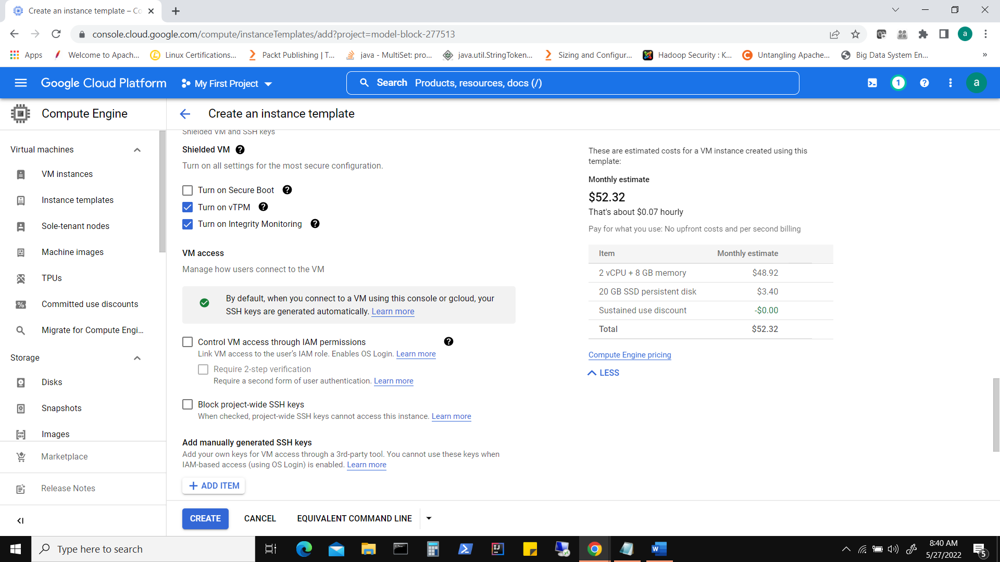 Create an instance template – Co
console.cloud.google.com/compute/instanceTemplates/add?project=model-block-277513
a
Apps
Welcome to Apach...
Linux Certifications...
Packt Publishing | T...
java - MultiSet: pro...
java.util.StringToken...
Sizing and Configur...
Hadoop Security : K...
Untangling Apache...
Big Data System En...
»
Google Cloud Platform
My First Project
Search Products, resources, docs (/)
1
a
Compute Engine
Create an instance template
Virtual machines
VM instances
Instance templates
Sole-tenant nodes
Machine images
TPUs
Committed use discounts
Migrate for Compute Engi...
Storage
Disks
Snapshots
Images
Marketplace
Release Notes
Shielded VM and SSH keys
Shielded VM
Turn on all settings for the most secure configuration.
Turn on Secure Boot
Turn on vTPM
Turn on Integrity Monitoring
VM access
Manage how users connect to the VM
By default, when you connect to a VM using this console or gcloud, your
SSH keys are generated automatically. Learn more
Control VM access through IAM permissions
Link VM access to the user's IAM role. Enables OS Login. Learn more
Require 2-step verification
Require a second form of user authentication. Learn more
Block project-wide SSH keys
When checked, project-wide SSH keys cannot access this instance. Learn more
Add manually generated SSH keys
Add your own keys for VM access through a 3rd-party tool. You cannot use these keys when
IAM-based access (using OS Login) is enabled. Learn more
ADD ITEM
CREATE
CANCEL
EQUIVALENT COMMAND LINE
These are estimated costs for a VM instance created using this
template:
Monthly estimate
$52.32
That's about $0.07 hourly
Pay for what you use: No upfront costs and per second billing
Item Monthly estimate
2 vCPU + 8 GB memory $48.92
20 GB SSD persistent disk $3.40
Sustained use discount -$0.00
Total $52.32
Compute Engine pricing
LESS
Type here to search
8:40 AM
5/27/2022
5